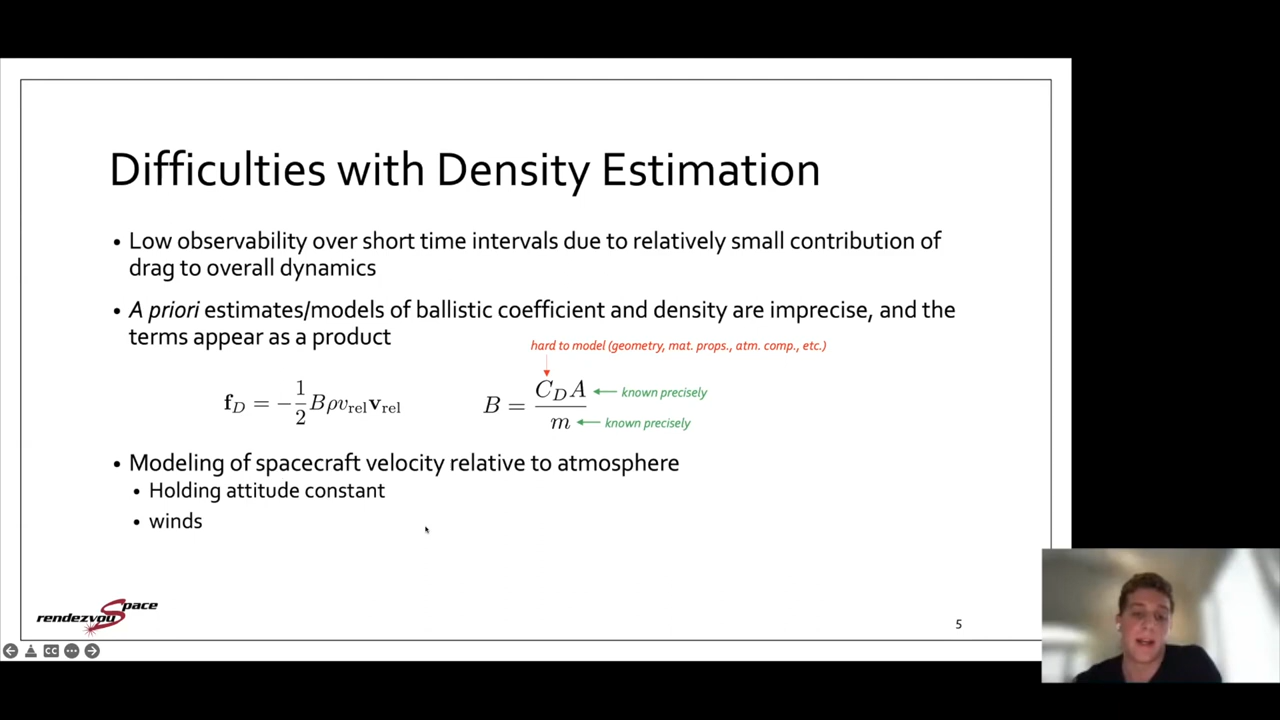 Difficulties with Density Estimation
• Low observability over short time intervals due to relatively small contribution of
drag to overall dynamics
• A priori estimates/models of ballistic coefficient and density are imprecise, and the
terms appear as a product
hard to model (geometry, mat. props., atm. comp., etc.)
f_D = −1/2 Bρv_rel v_rel
B = C_D A / m
known precisely
known precisely
• Modeling of spacecraft velocity relative to atmosphere
• Holding attitude constant
• winds
rendezvouSpace
5
CC